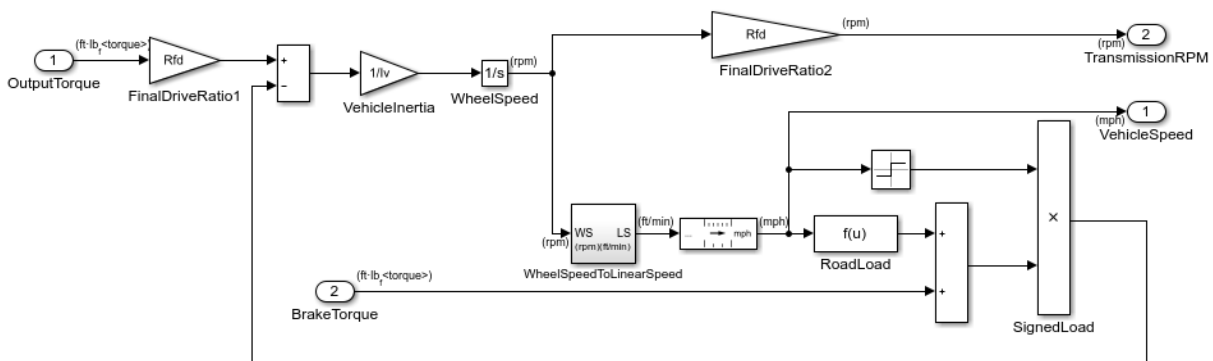 (ft·lb_f<torque>)
1
OutputTorque
Rfd
FinalDriveRatio1
+
−
1/Iv
VehicleInertia
1/s
(rpm)
WheelSpeed
Rfd
FinalDriveRatio2
(rpm)
2
(rpm)
TransmissionRPM
1
(mph)
VehicleSpeed
(rpm)
WS LS
(rpm)(ft/min)
WheelSpeedToLinearSpeed
(ft/min)
... mph
(mph)
f(u)
RoadLoad
+
+
×
SignedLoad
(ft·lb_f<torque>)
2
BrakeTorque